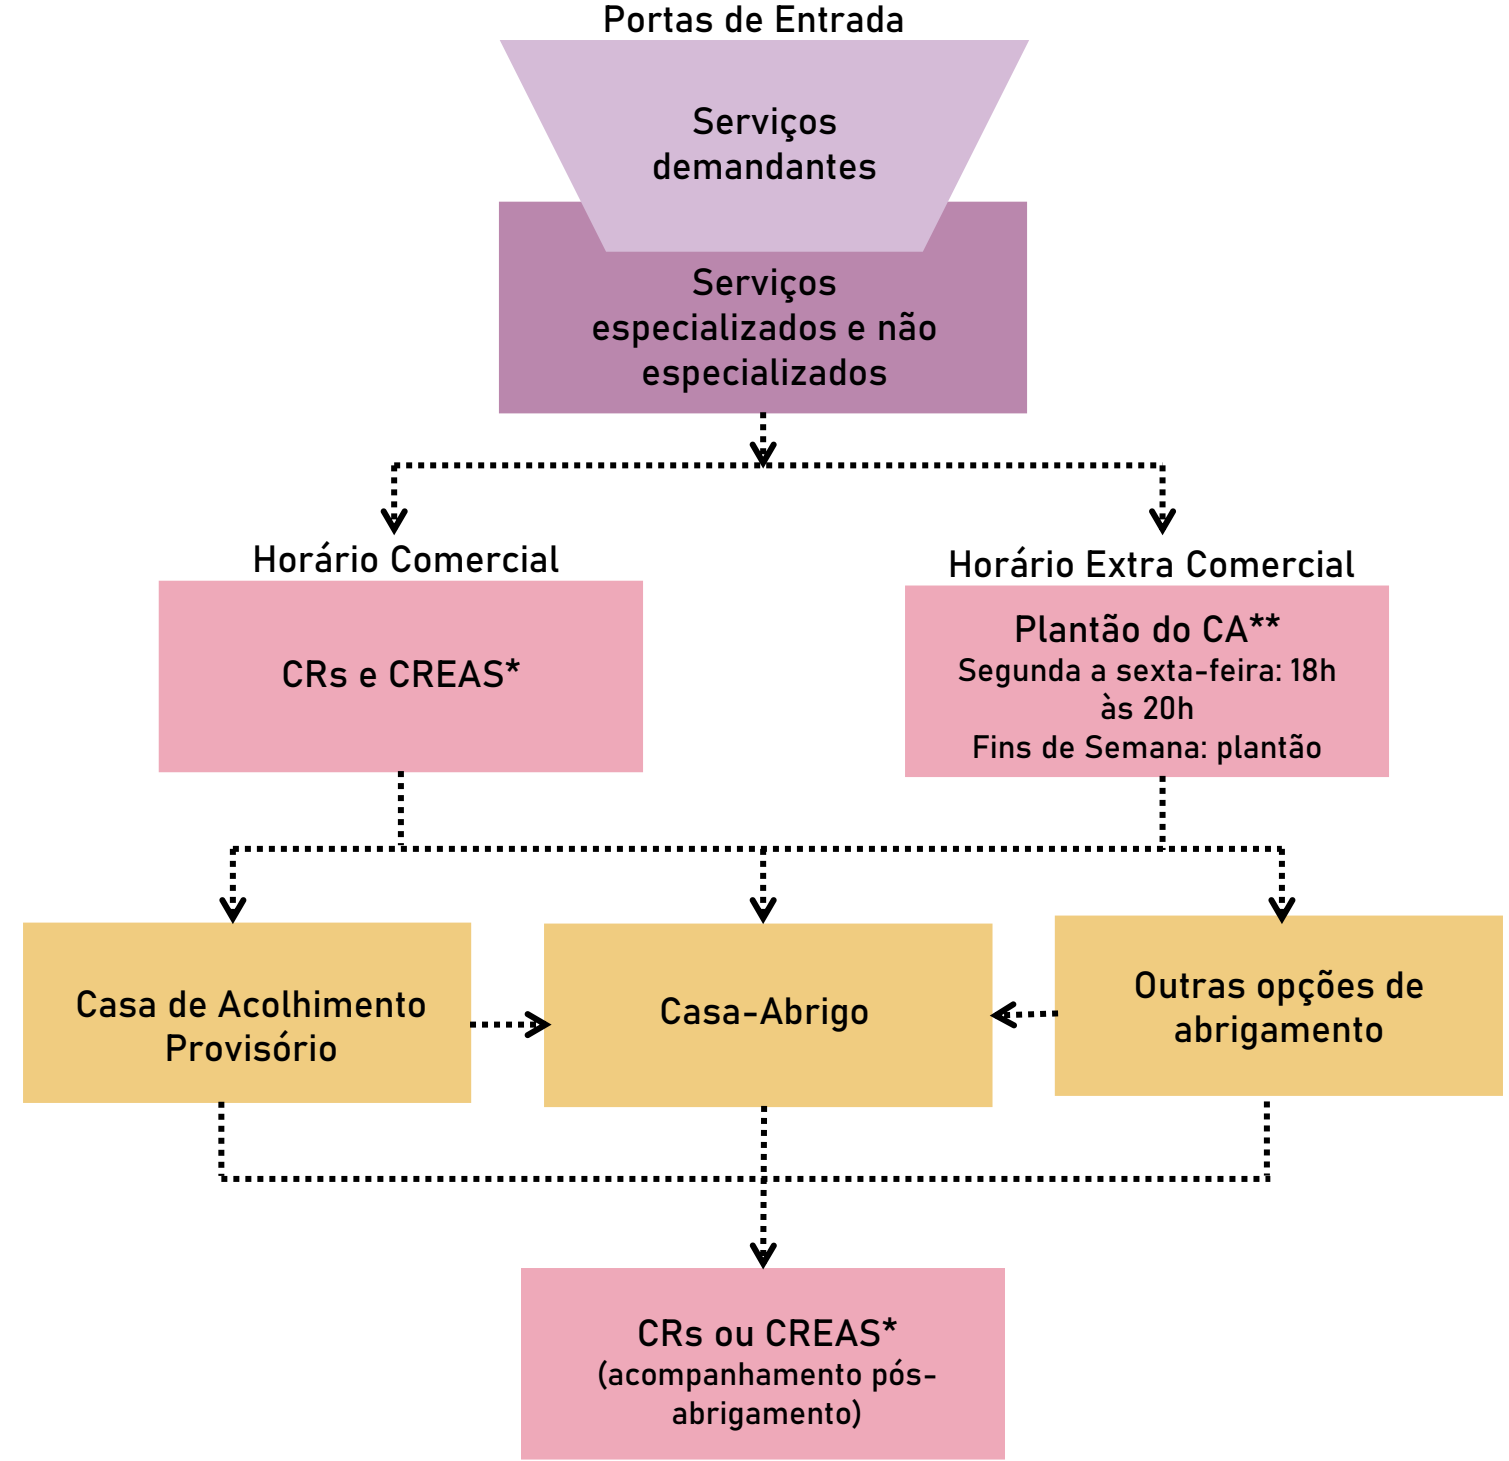 Portas de Entrada
Serviços
demandantes
Serviços
especializados e não
especializados
Horário Comercial
CRs e CREAS*
Horário Extra Comercial
Plantão do CA**
Segunda a sexta-feira: 18h
às 20h
Fins de Semana: plantão
Casa de Acolhimento
Provisório
Casa-Abrigo
Outras opções de
abrigamento
CRs ou CREAS*
(acompanhamento pós-
abrigamento)